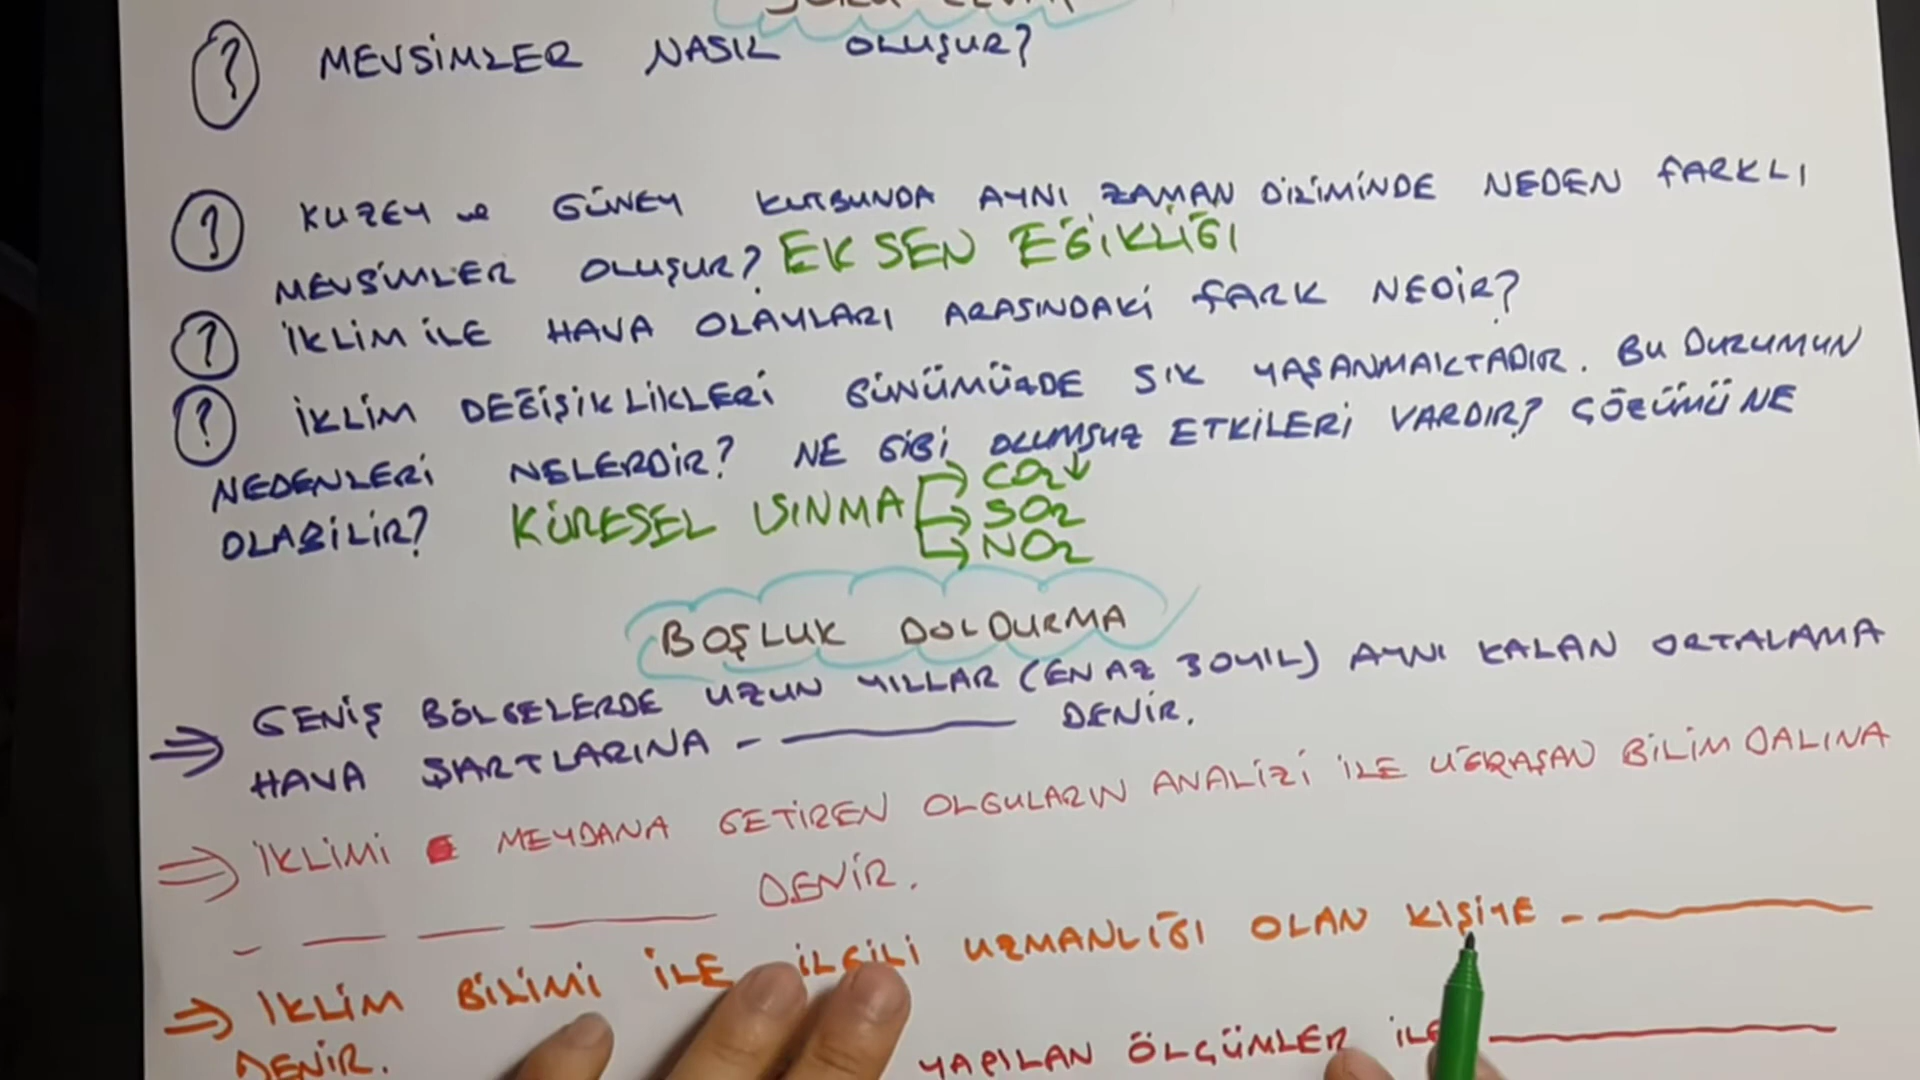 ? MEVSİMLER NASIL OLUŞUR?
? KUZEY ve GÜNEY KUTBUNDA AYNI ZAMAN DİLİMİNDE NEDEN FARKLI
MEVSİMLER OLUŞUR? EKSEN EĞİKLİĞİ
? İKLİM İLE HAVA OLAYLARI ARASINDAKİ FARK NEDİR?
? İKLİM DEĞİŞİKLİKLERİ GÜNÜMÜZDE SIK YAŞANMAKTADIR. BU DURUMUN
NEDENLERİ NELERDİR? NE GİBİ OLUMSUZ ETKİLERİ VARDIR? ÇÖZÜMÜ NE
OLABİLİR? KÜRESEL ISINMA → CO2↓
→ SO2
→ NO2
BOŞLUK DOLDURMA
⇒ GENİŞ BÖLGELERDE UZUN YILLAR (EN AZ 30 YIL) AYNI KALAN ORTALAMA
HAVA ŞARTLARINA ______ DENİR.
⇒ İKLİMİ MEYDANA GETİREN OLGULARIN ANALİZİ İLE UĞRAŞAN BİLİM DALINA
______ DENİR.
⇒ İKLİM BİLİMİ İLE İLGİLİ UZMANLIĞI OLAN KİŞİYE ______
DENİR.
YAPILAN ÖLÇÜMLER İLE ______